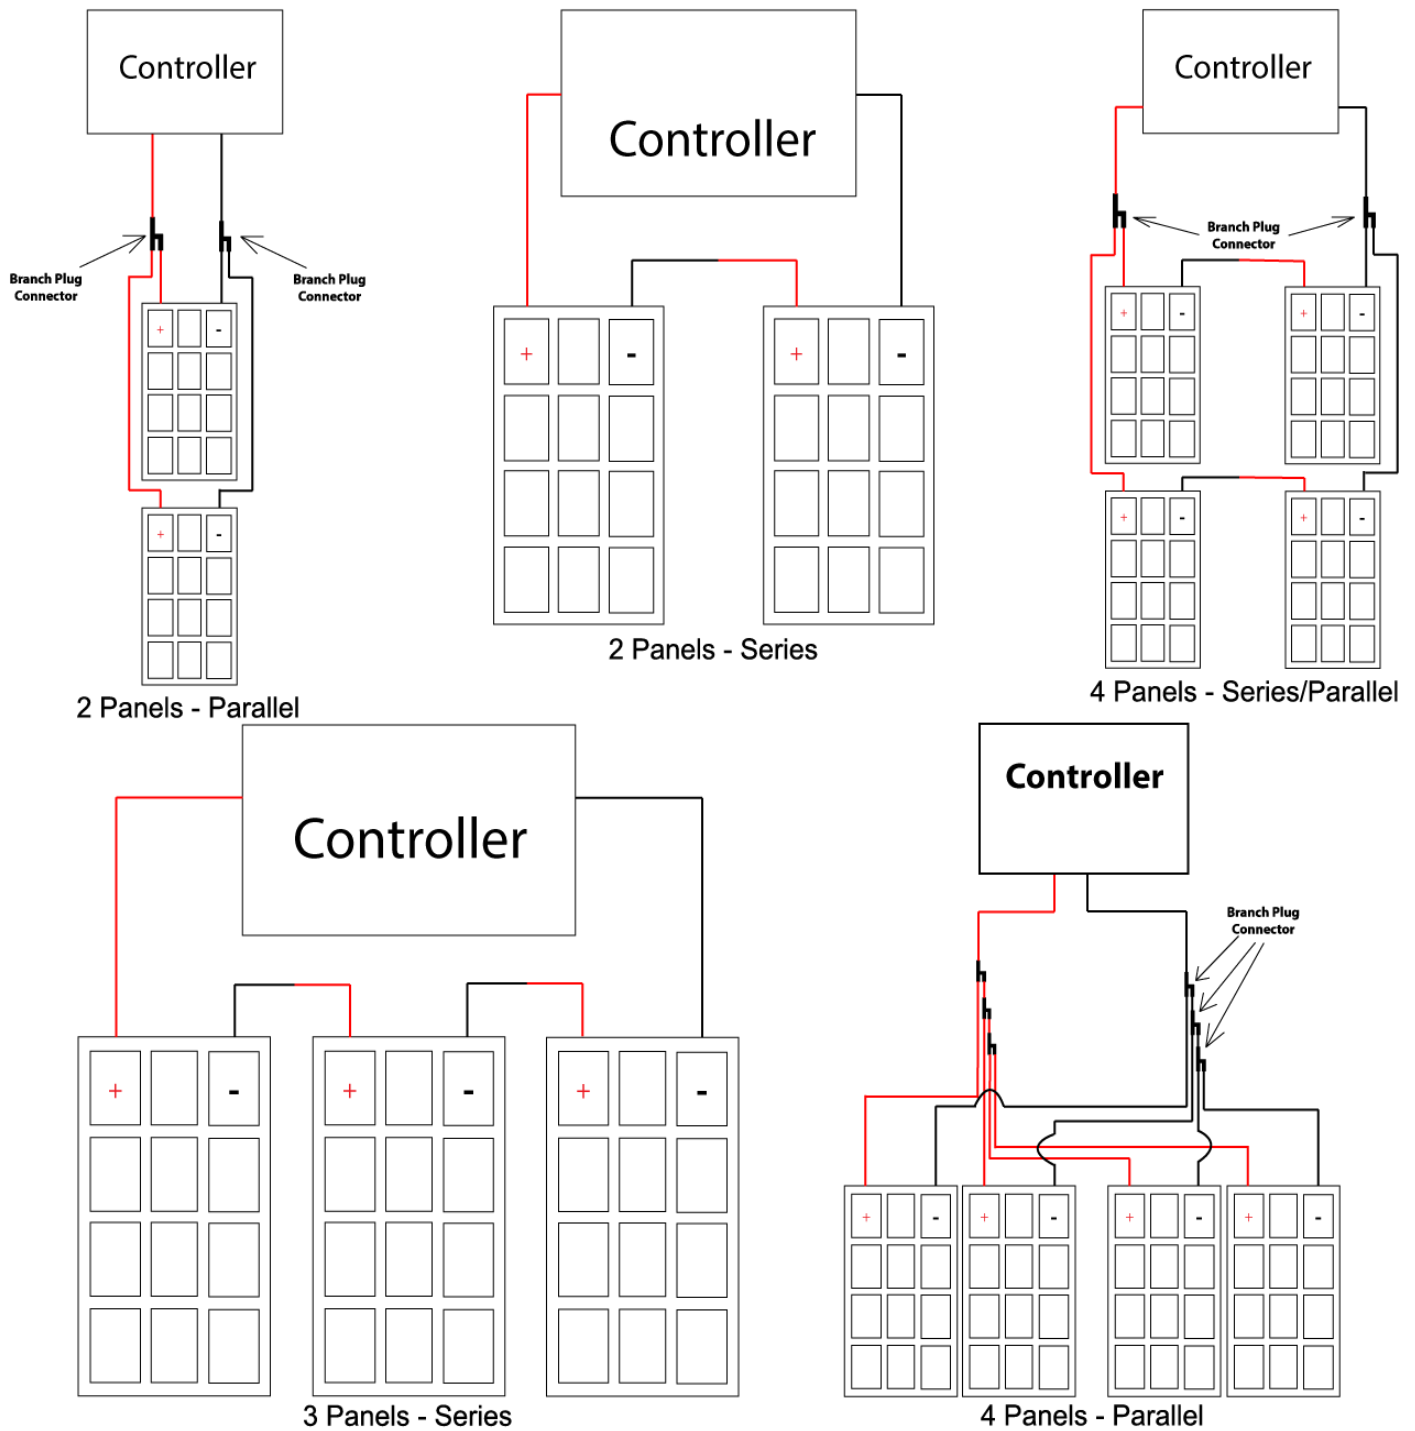 Controller
Branch Plug
Connector
Branch Plug
Connector
+ -
+ -
2 Panels - Parallel
Controller
+ - + -
2 Panels - Series
Controller
Branch Plug
Connector
+ - + -
+ - + -
4 Panels - Series/Parallel
Controller
+ - + - + -
3 Panels - Series
Controller
Branch Plug
Connector
+ - + - + - + -
4 Panels - Parallel